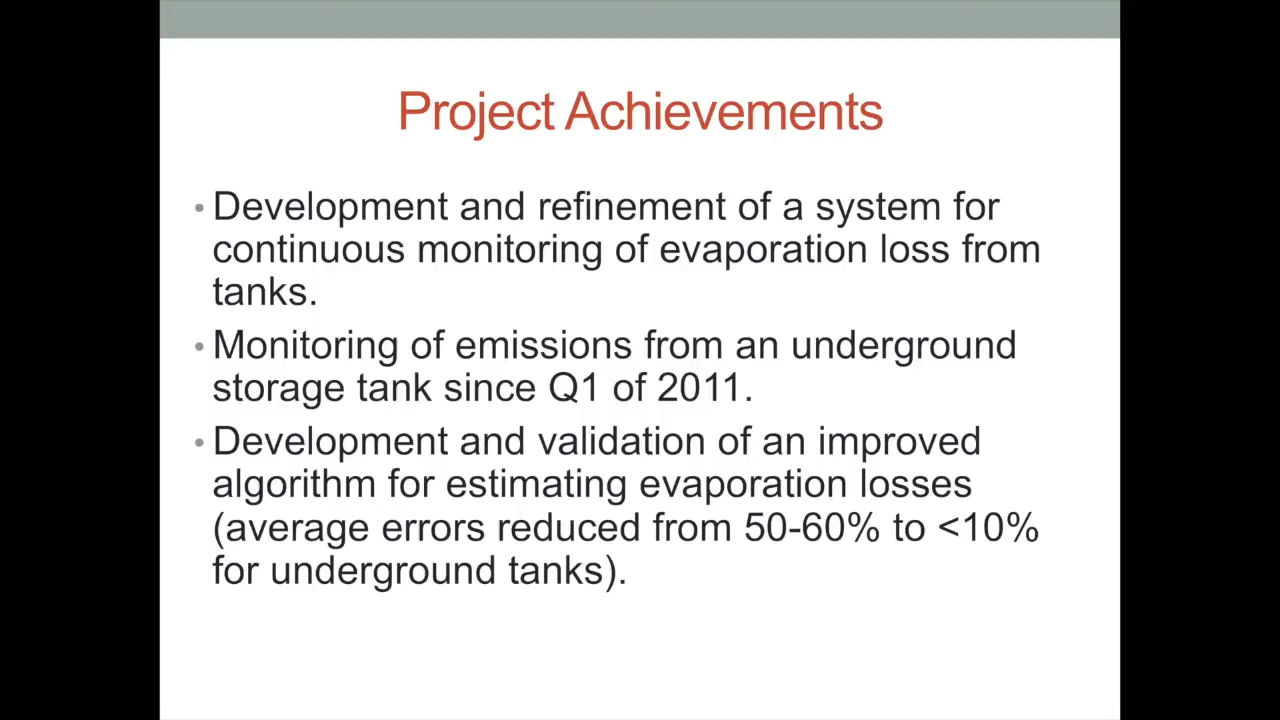 Project Achievements
• Development and refinement of a system for
continuous monitoring of evaporation loss from
tanks.
• Monitoring of emissions from an underground
storage tank since Q1 of 2011.
• Development and validation of an improved
algorithm for estimating evaporation losses
(average errors reduced from 50-60% to <10%
for underground tanks).